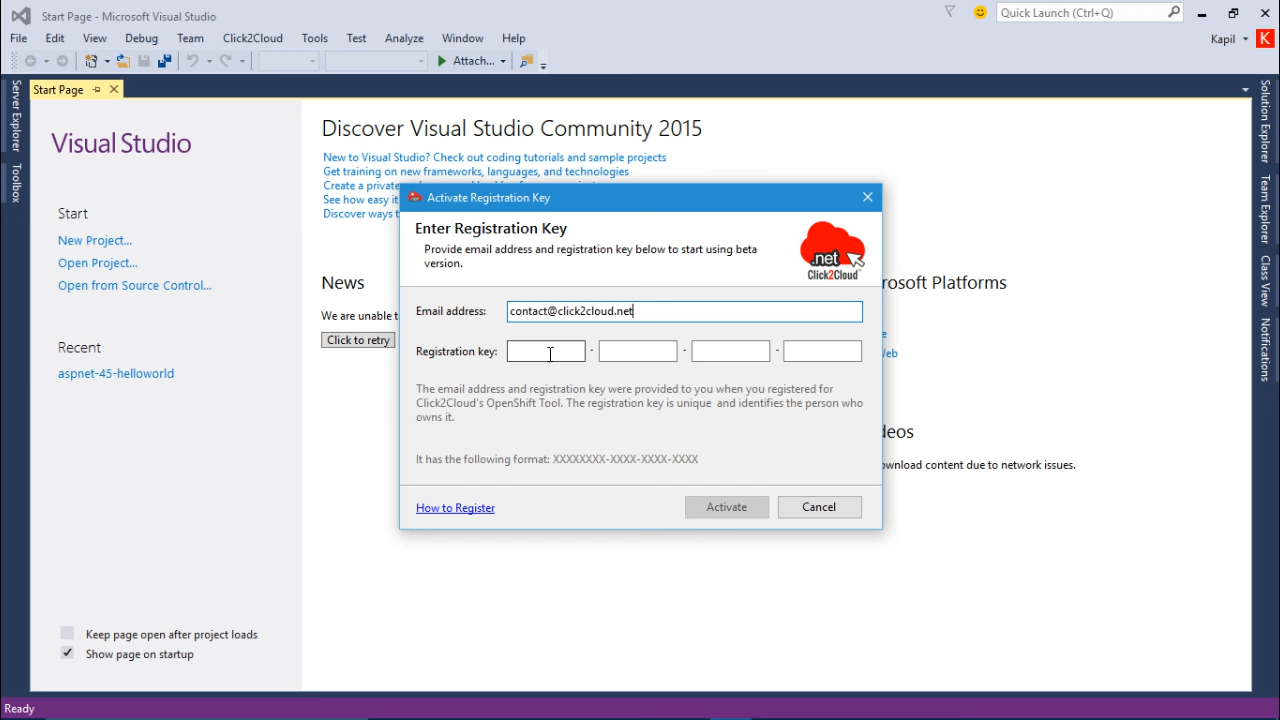 Start Page - Microsoft Visual Studio
Quick Launch (Ctrl+Q)
File Edit View Debug Team Click2Cloud Tools Test Analyze Window Help
Kapil K
Attach...
Start Page
Server Explorer
Toolbox
Solution Explorer
Team Explorer
Class View
Notifications
Visual Studio
Start
New Project...
Open Project...
Open from Source Control...
Recent
aspnet-45-helloworld
Keep page open after project loads
Show page on startup
Discover Visual Studio Community 2015
New to Visual Studio? Check out coding tutorials and sample projects
Get training on new frameworks, languages, and technologies
Create a private
See how easy it
Discover ways t
News
We are unable t
Click to retry
rosoft Platforms
e
Veb
deos
ownload content due to network issues.
Activate Registration Key
Enter Registration Key
Provide email address and registration key below to start using beta
version.
.net
Click2Cloud
Email address: contact@click2cloud.net
Registration key: - - -
The email address and registration key were provided to you when you registered for
Click2Cloud's OpenShift Tool. The registration key is unique and identifies the person who
owns it.
It has the following format: XXXXXXXX-XXXX-XXXX-XXXX
How to Register
Activate
Cancel
Ready